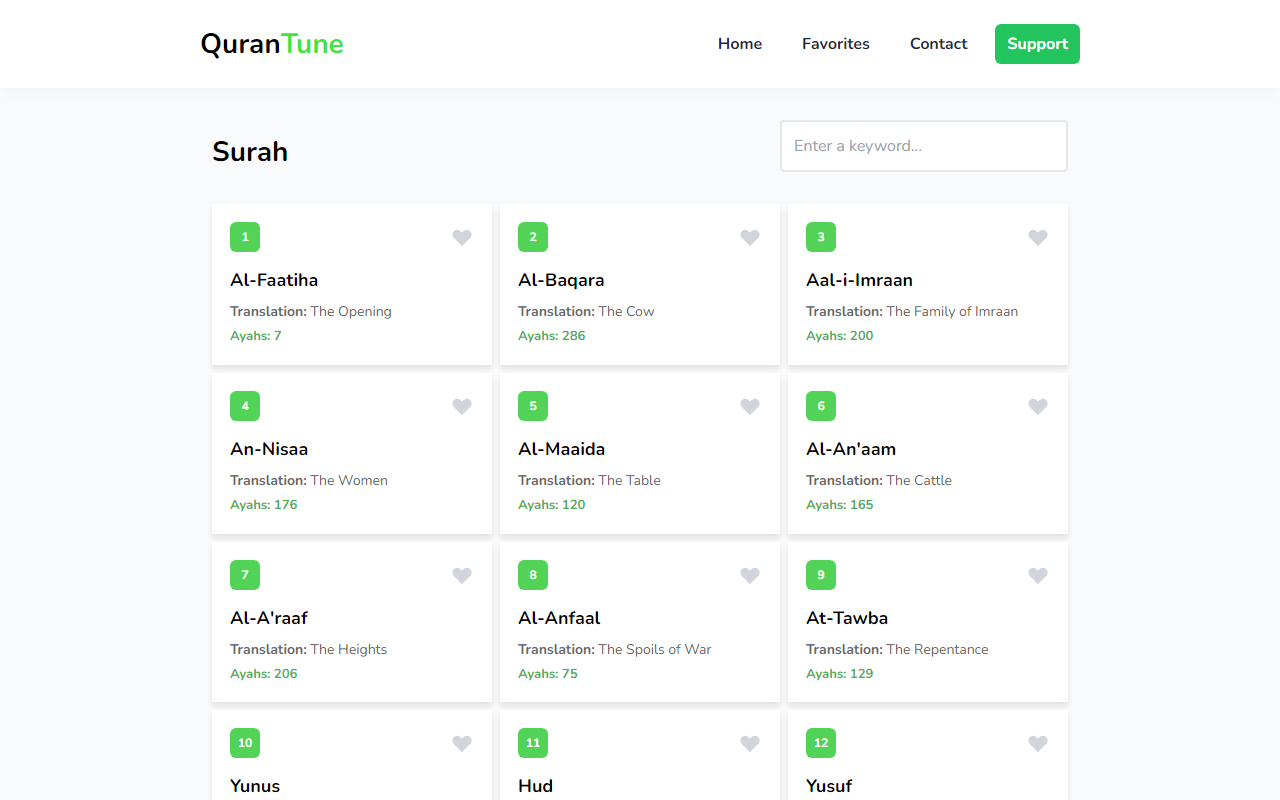 QuranTune
Home
Favorites
Contact
Support
Surah
Enter a keyword...
1
Al-Faatiha
Translation: The Opening
Ayahs: 7
2
Al-Baqara
Translation: The Cow
Ayahs: 286
3
Aal-i-Imraan
Translation: The Family of Imraan
Ayahs: 200
4
An-Nisaa
Translation: The Women
Ayahs: 176
5
Al-Maaida
Translation: The Table
Ayahs: 120
6
Al-An'aam
Translation: The Cattle
Ayahs: 165
7
Al-A'raaf
Translation: The Heights
Ayahs: 206
8
Al-Anfaal
Translation: The Spoils of War
Ayahs: 75
9
At-Tawba
Translation: The Repentance
Ayahs: 129
10
Yunus
11
Hud
12
Yusuf